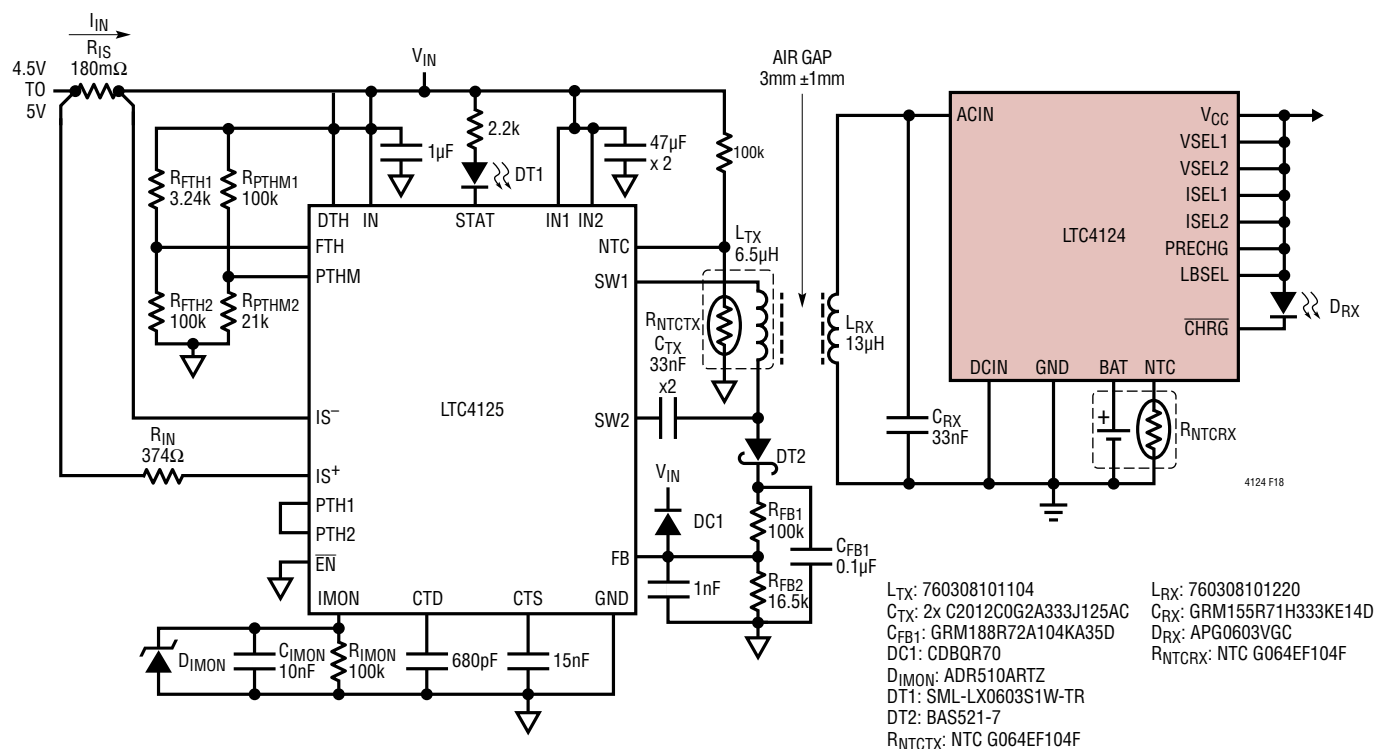 I_IN
R_IS
180mΩ
4.5V
TO
5V
V_IN
AIR GAP
3mm ±1mm
2.2k
1µF
DT1
47µF
x 2
100k
R_FTH1
3.24k
R_PTHM1
100k
R_FTH2
100k
R_PTHM2
21k
DTH
IN
STAT
IN1
IN2
FTH
PTHM
NTC
SW1
LTC4125
SW2
IS⁻
IS⁺
R_IN
374Ω
PTH1
PTH2
EN
FB
IMON
CTD
CTS
GND
L_TX
6.5µH
R_NTCTX
C_TX
33nF
x2
DT2
V_IN
DC1
R_FB1
100k
R_FB2
16.5k
C_FB1
0.1µF
1nF
D_IMON
C_IMON
10nF
R_IMON
100k
680pF
15nF
L_RX
13µH
C_RX
33nF
ACIN
V_CC
VSEL1
VSEL2
ISEL1
ISEL2
PRECHG
LBSEL
CHRG
LTC4124
DCIN
GND
BAT
NTC
D_RX
+
R_NTCRX
4124 F18
L_TX: 760308101104
C_TX: 2x C2012C0G2A333J125AC
C_FB1: GRM188R72A104KA35D
DC1: CDBQR70
D_IMON: ADR510ARTZ
DT1: SML-LX0603S1W-TR
DT2: BAS521-7
R_NTCTX: NTC G064EF104F
L_RX: 760308101220
C_RX: GRM155R71H333KE14D
D_RX: APG0603VGC
R_NTCRX: NTC G064EF104F